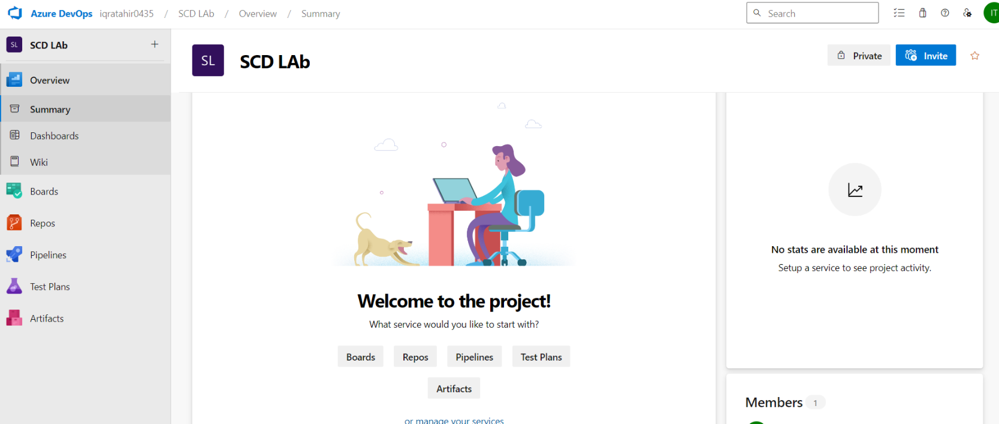 Azure DevOps iqratahir0435 / SCD LAb / Overview / Summary
Search
IT
SL SCD LAb +
Overview
Summary
Dashboards
Wiki
Boards
Repos
Pipelines
Test Plans
Artifacts
SL SCD LAb
Private
Invite
Welcome to the project!
What service would you like to start with?
Boards Repos Pipelines Test Plans
Artifacts
or manage your services
No stats are available at this moment
Setup a service to see project activity.
Members 1